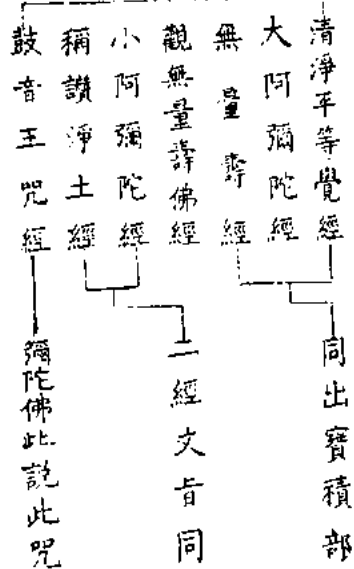 清淨平等覺經
大阿彌陀經
無量壽經
觀無量壽佛經
小阿彌陀經
稱讚淨土經
鼓音王咒經
同出寶積部
二經文旨同
彌陀佛此說此咒